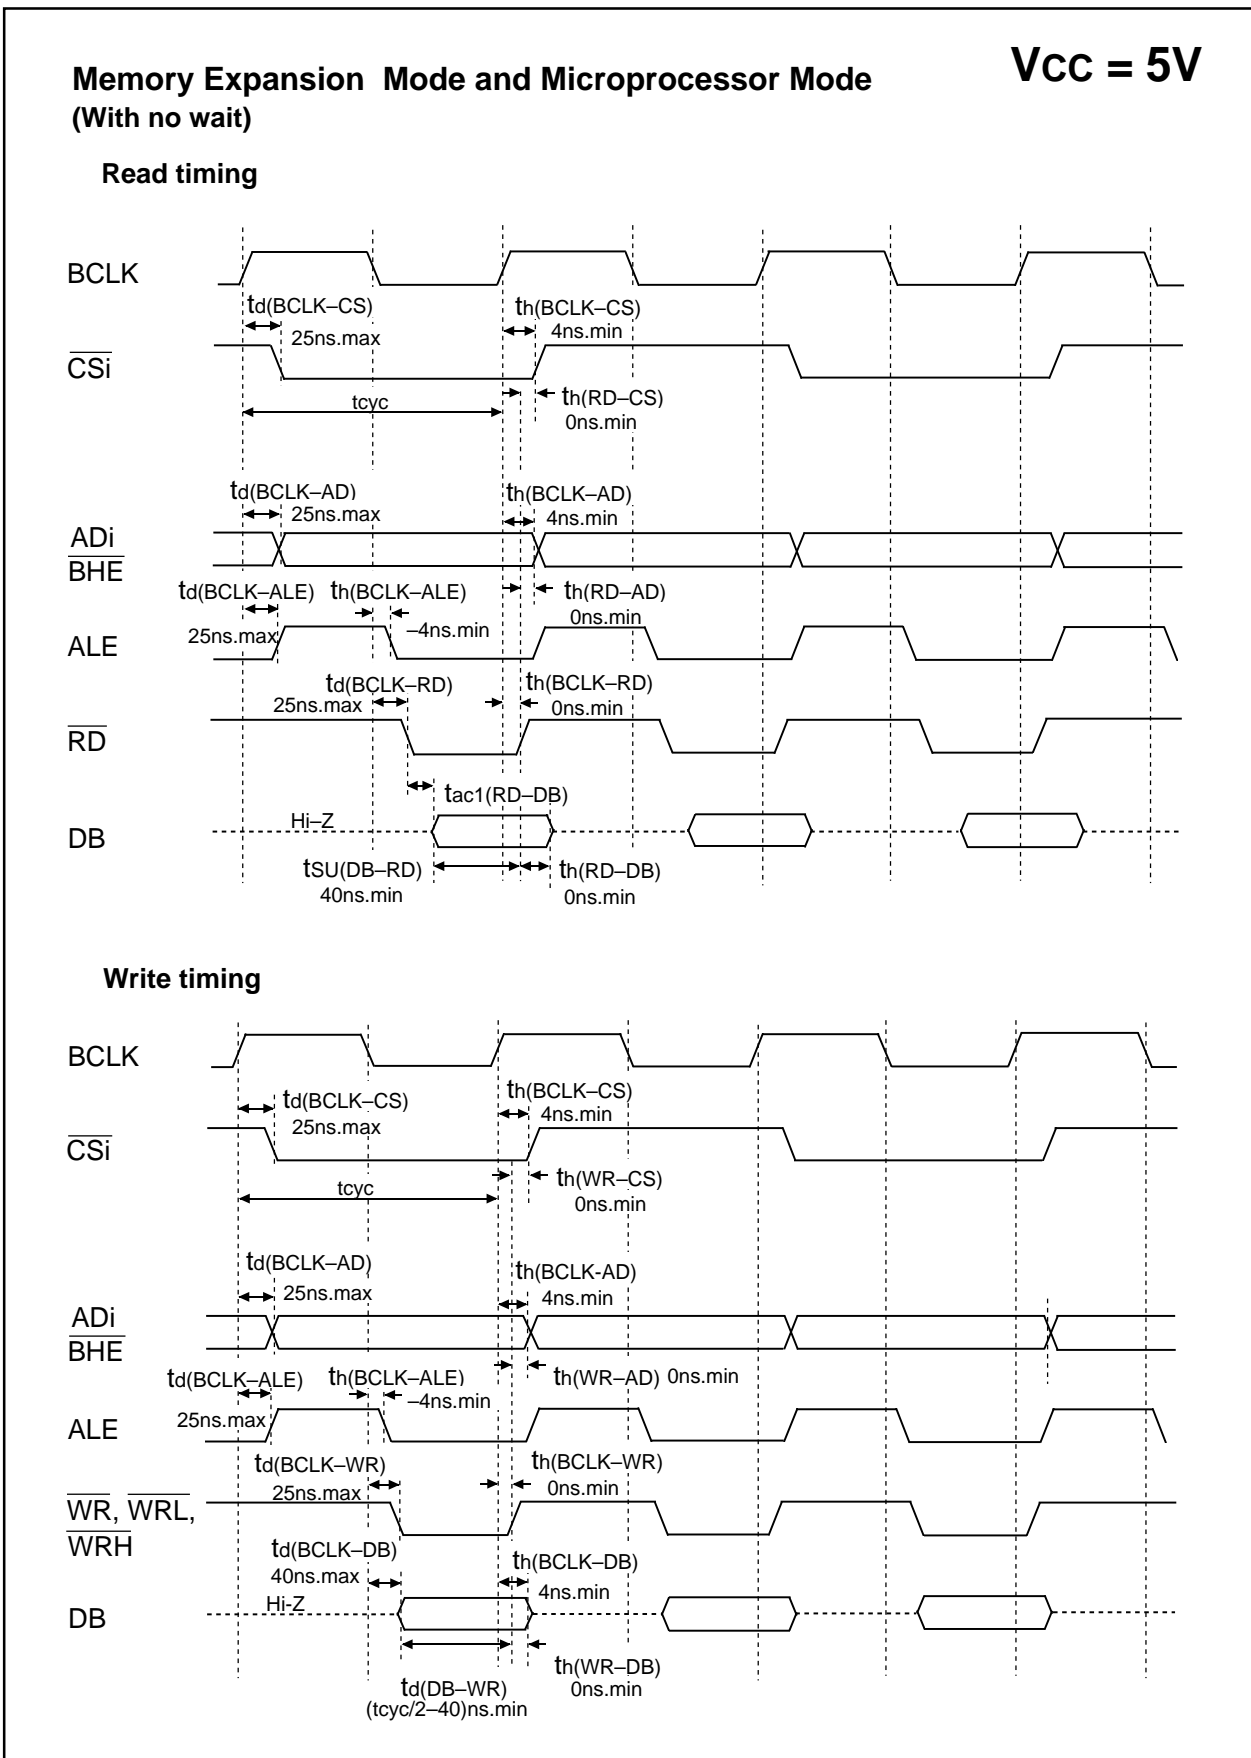 Memory Expansion  Mode and Microprocessor Mode
VCC = 5V
(With no wait)
Read timing
BCLK
td(BCLK–CS)
25ns.max
th(BCLK–CS)
4ns.min
CSi
tcyc
th(RD–CS)
0ns.min
td(BCLK–AD)
25ns.max
th(BCLK–AD)
4ns.min
ADi
BHE
td(BCLK–ALE)
25ns.max
th(BCLK–ALE)
–4ns.min
th(RD–AD)
0ns.min
ALE
td(BCLK–RD)
25ns.max
th(BCLK–RD)
0ns.min
RD
tac1(RD–DB)
Hi–Z
DB
tSU(DB–RD)
40ns.min
th(RD–DB)
0ns.min
Write timing
BCLK
td(BCLK–CS)
25ns.max
th(BCLK–CS)
4ns.min
CSi
tcyc
th(WR–CS)
0ns.min
td(BCLK–AD)
25ns.max
th(BCLK-AD)
4ns.min
ADi
BHE
td(BCLK–ALE)
25ns.max
th(BCLK–ALE)
–4ns.min
th(WR–AD) 0ns.min
ALE
td(BCLK–WR)
25ns.max
th(BCLK–WR)
0ns.min
WR, WRL,
WRH
td(BCLK–DB)
40ns.max
th(BCLK–DB)
4ns.min
Hi-Z
DB
td(DB–WR)
(tcyc/2–40)ns.min
th(WR–DB)
0ns.min